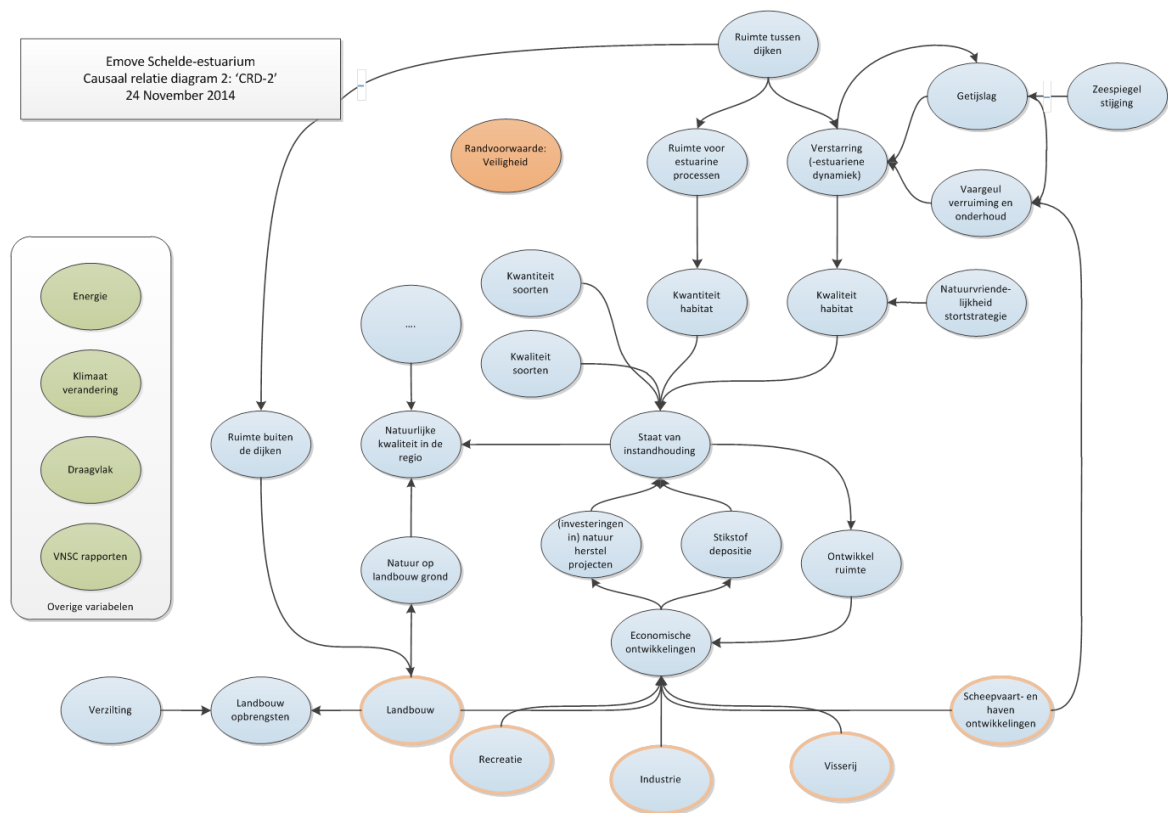 Emove Schelde-estuarium
Causaal relatie diagram 2: ‘CRD-2’
24 November 2014
Ruimte tussen
dijken
Getijslag
Zeespiegel
stijging
Randvoorwaarde:
Veiligheid
Ruimte voor
estuarine
processen
Verstarring
(-estuariene
dynamiek)
Vaargeul
verruiming en
onderhoud
Energie
Klimaat
verandering
Draagvlak
VNSC rapporten
Overige variabelen
Kwantiteit
soorten
Kwantiteit
habitat
Kwaliteit
habitat
Natuurvriende-
lijkheid
stortstrategie
....
Kwaliteit
soorten
Ruimte buiten
de dijken
Natuurlijke
kwaliteit in de
regio
Staat van
instandhouding
(investeringen
in) natuur
herstel
projecten
Stikstof
depositie
Natuur op
landbouw grond
Ontwikkel
ruimte
Economische
ontwikkelingen
Verzilting
Landbouw
opbrengsten
Landbouw
Scheepvaart- en
haven
ontwikkelingen
Recreatie
Industrie
Visserij